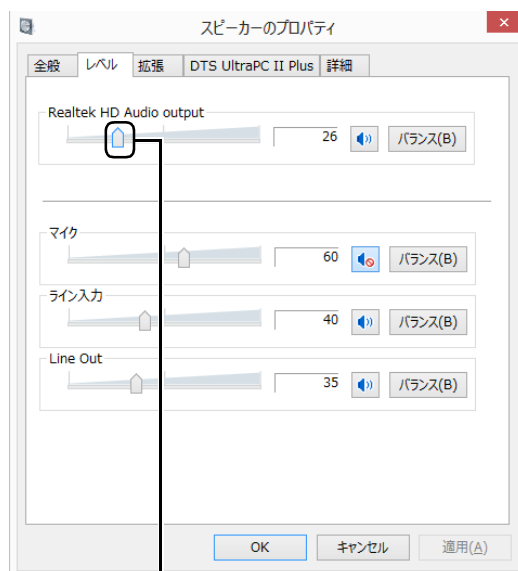 スピーカーのプロパティ
全般 レベル 拡張 DTS UltraPC II Plus 詳細
Realtek HD Audio output
26 バランス(B)
マイク
60 バランス(B)
ライン入力
40 バランス(B)
Line Out
35 バランス(B)
OK キャンセル 適用(A)